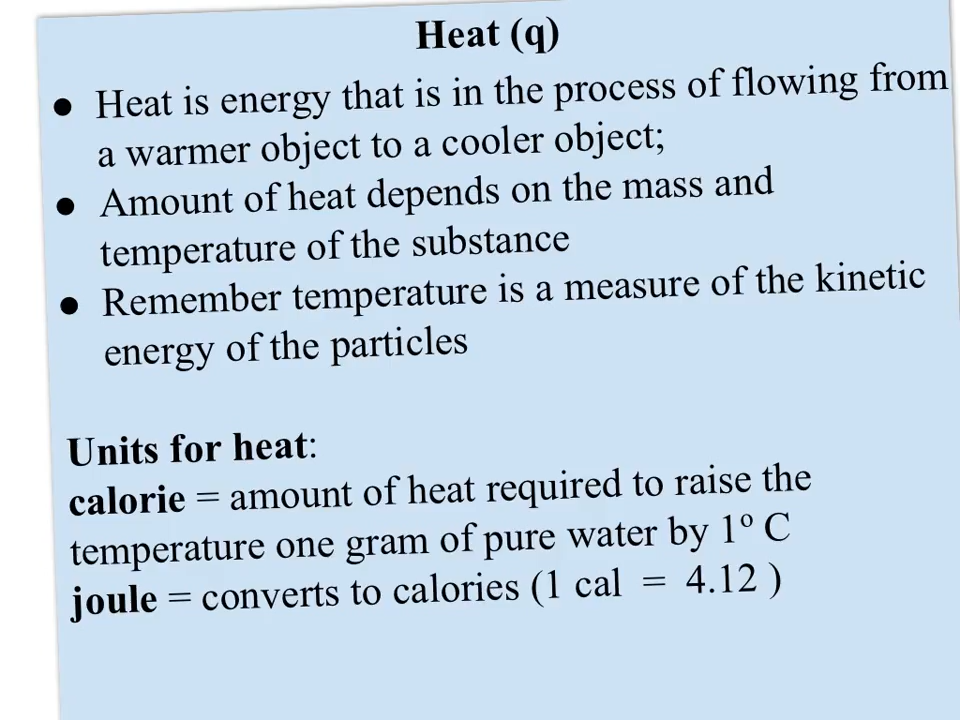 Heat (q)
● Heat is energy that is in the process of flowing from
a warmer object to a cooler object;
● Amount of heat depends on the mass and
temperature of the substance
● Remember temperature is a measure of the kinetic
energy of the particles
Units for heat:
calorie = amount of heat required to raise the
temperature one gram of pure water by 1º C
joule = converts to calories (1 cal = 4.12 )